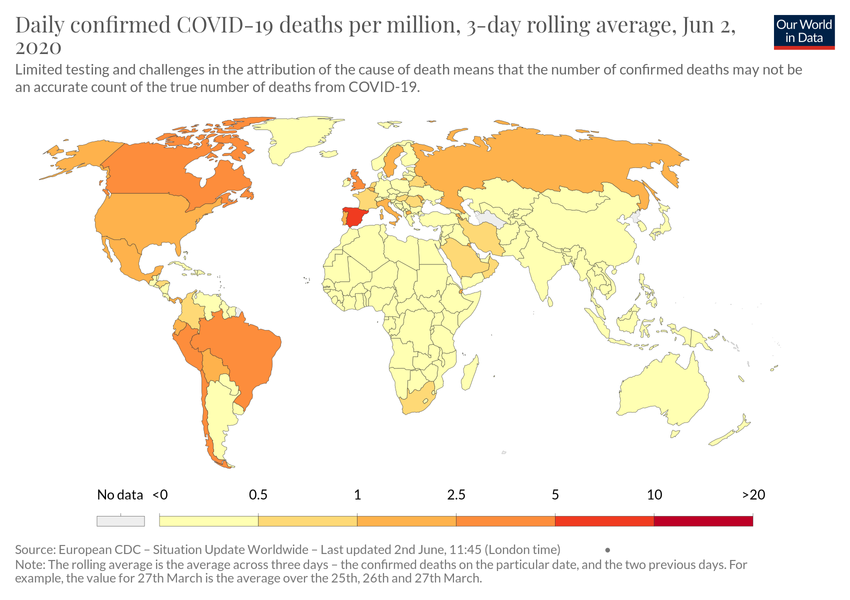 Daily confirmed COVID-19 deaths per million, 3-day rolling average, Jun 2,
2020
Our World
in Data
Limited testing and challenges in the attribution of the cause of death means that the number of confirmed deaths may not be
an accurate count of the true number of deaths from COVID-19.
No data <0 0.5 1 2.5 5 10 >20
Source: European CDC – Situation Update Worldwide – Last updated 2nd June, 11:45 (London time) •
Note: The rolling average is the average across three days – the confirmed deaths on the particular date, and the two previous days. For
example, the value for 27th March is the average over the 25th, 26th and 27th March.